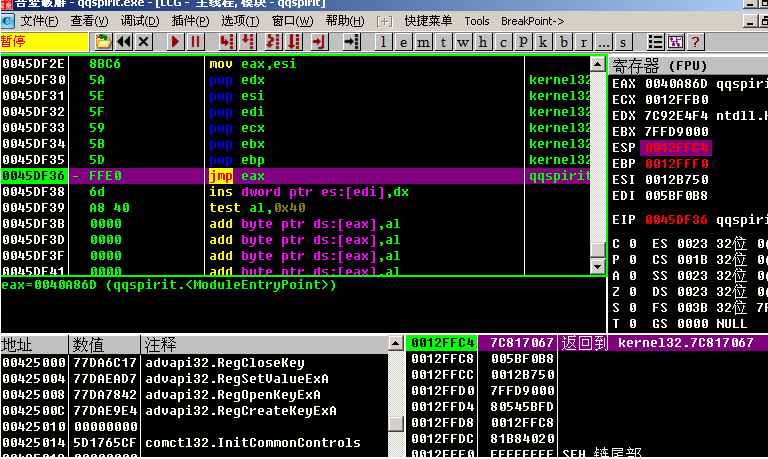 吾爱破解 - qqspirit.exe - [LCG - 主线程, 模块 - qqspirit]
文件(F) 查看(V) 调试(D) 插件(P) 选项(T) 窗口(W) 帮助(H) [+] 快捷菜单 Tools BreakPoint->
暂停 l e m t w h c p k b r ... s ?
0045DF2E 8BC6 mov eax,esi
0045DF30 5A pop edx kernel32
0045DF31 5E pop esi kernel32
0045DF32 5F pop edi kernel32
0045DF33 59 pop ecx kernel32
0045DF34 5B pop ebx kernel32
0045DF35 5D pop ebp kernel32
0045DF36 - FFE0 jmp eax qqspirit
0045DF38 6d ins dword ptr es:[edi],dx
0045DF39 A8 40 test al,0x40
0045DF3B 0000 add byte ptr ds:[eax],al
0045DF3D 0000 add byte ptr ds:[eax],al
0045DF3F 0000 add byte ptr ds:[eax],al
0045DF41 0000 add byte ptr ds:[eax],al
eax=0040A86D (qqspirit.<ModuleEntryPoint>)
寄存器 (FPU)
EAX 0040A86D qqspirit
ECX 0012FFB0
EDX 7C92E4F4 ntdll.K
EBX 7FFD9000
ESP 0012FFC4
EBP 0012FFF0
ESI 0012B750
EDI 005BF0B8
EIP 0045DF36 qqspirit
C 0 ES 0023 32位
P 0 CS 001B 32位
A 0 SS 0023 32位
Z 0 DS 0023 32位
S 0 FS 003B 32位
T 0 GS 0000 NULL
地址 数值 注释
00425000 77DA6C17 advapi32.RegCloseKey
00425004 77DAEAD7 advapi32.RegSetValueExA
00425008 77DA7842 advapi32.RegOpenKeyExA
0042500C 77DAE9E4 advapi32.RegCreateKeyExA
00425010 00000000
00425014 5D1765CF comctl32.InitCommonControls
0012FFC4 7C817067 返回到 kernel32.7C817067
0012FFC8 005BF0B8
0012FFCC 0012B750
0012FFD0 7FFD9000
0012FFD4 80545BFD
0012FFD8 0012FFC8
0012FFDC 81B84020
0012FFE0 FFFFFFFF SEH 链尾部